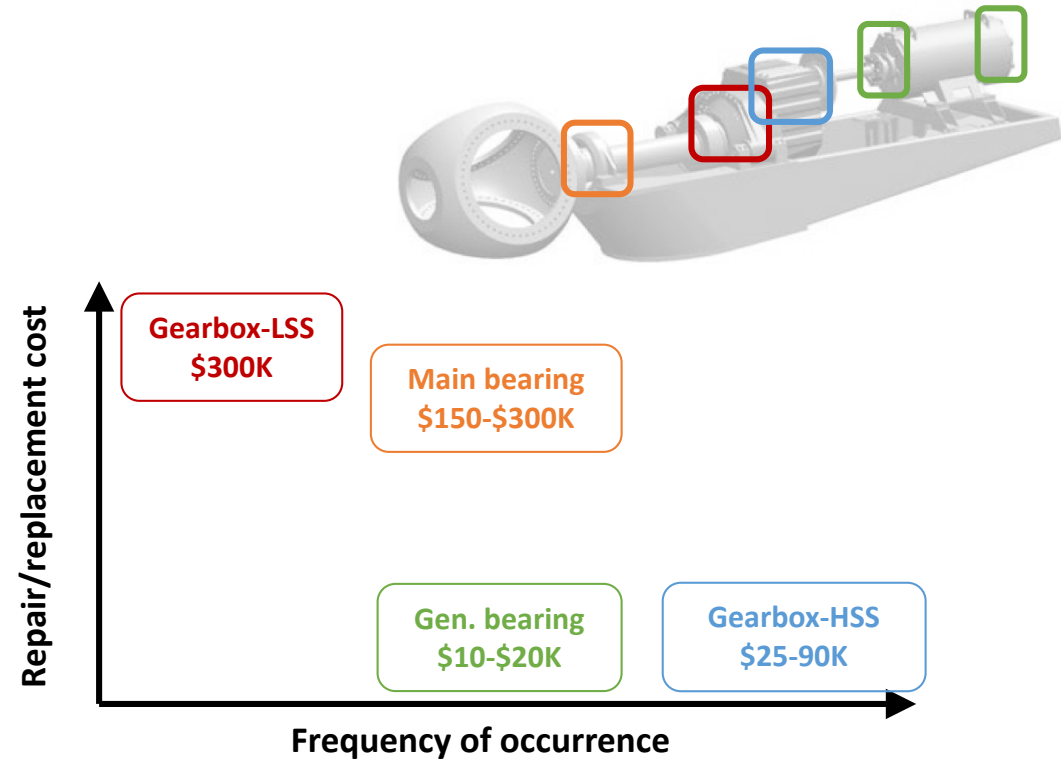 Repair/replacement cost
Gearbox-LSS
$300K
Main bearing
$150-$300K
Gen. bearing
$10-$20K
Gearbox-HSS
$25-90K
Frequency of occurrence